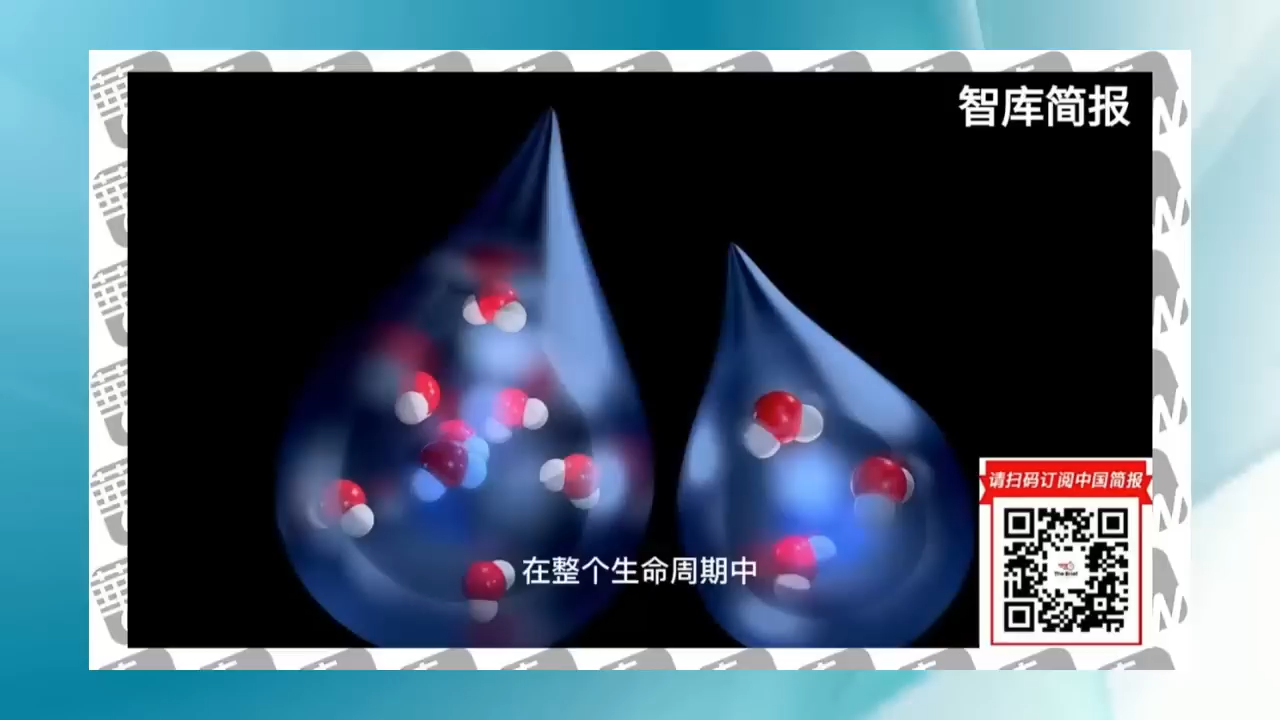 智库简报
请扫码订阅中国简报
在整个生命周期中